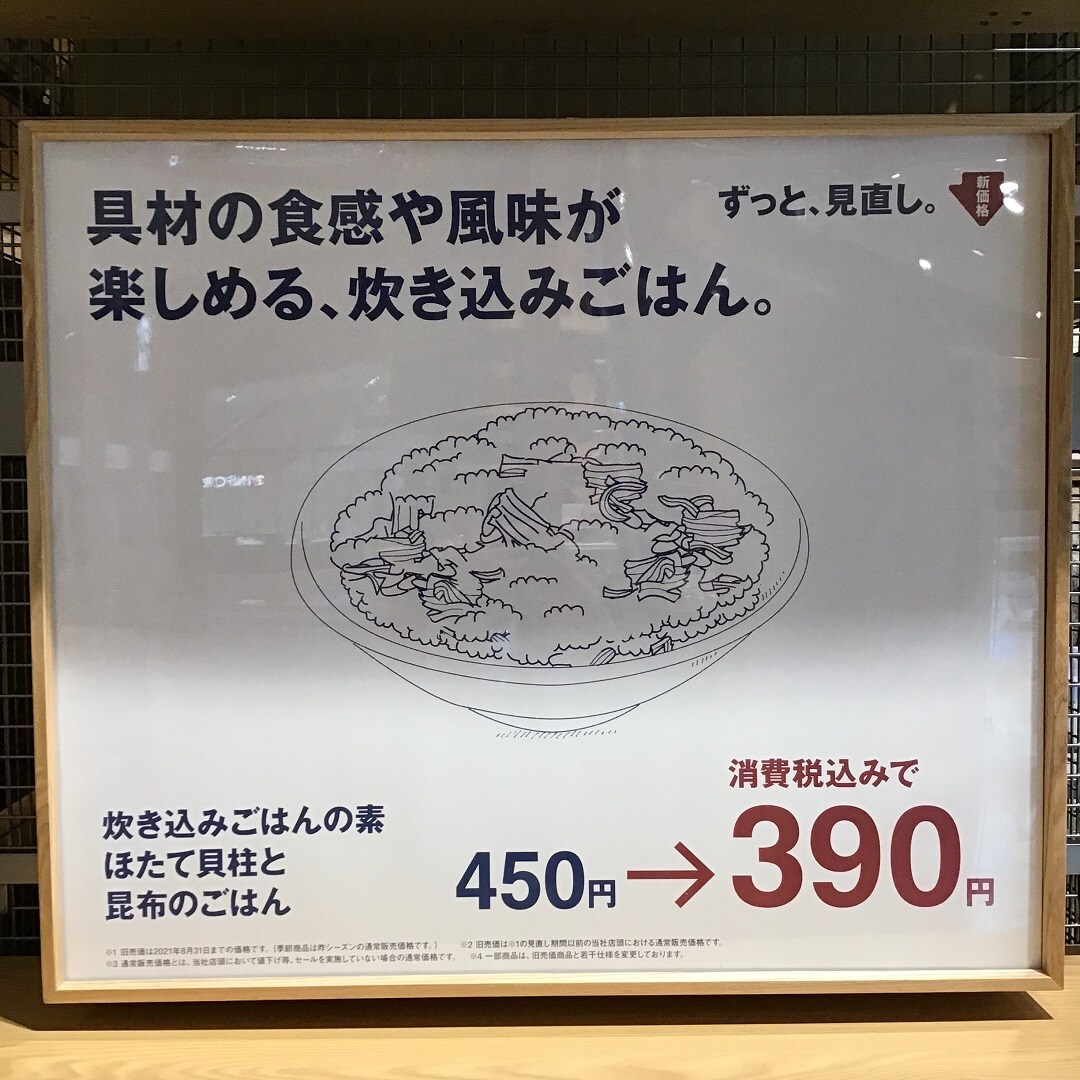 具材の食感や風味が
楽しめる、炊き込みごはん。
ずっと、見直し。
新価格
炊き込みごはんの素
ほたて貝柱と
昆布のごはん
消費税込みで
450円→390円
※1 旧売価は2021年8月31日までの価格です。(季節商品は昨シーズンの通常販売価格です。)
※2 旧売価は※1の見直し期間以前の当社店頭における通常販売価格です。
※3 通常販売価格とは、当社店頭において値下げ等、セールを実施していない場合の通常価格です。
※4 一部商品は、旧売価商品と若干仕様を変更しております。